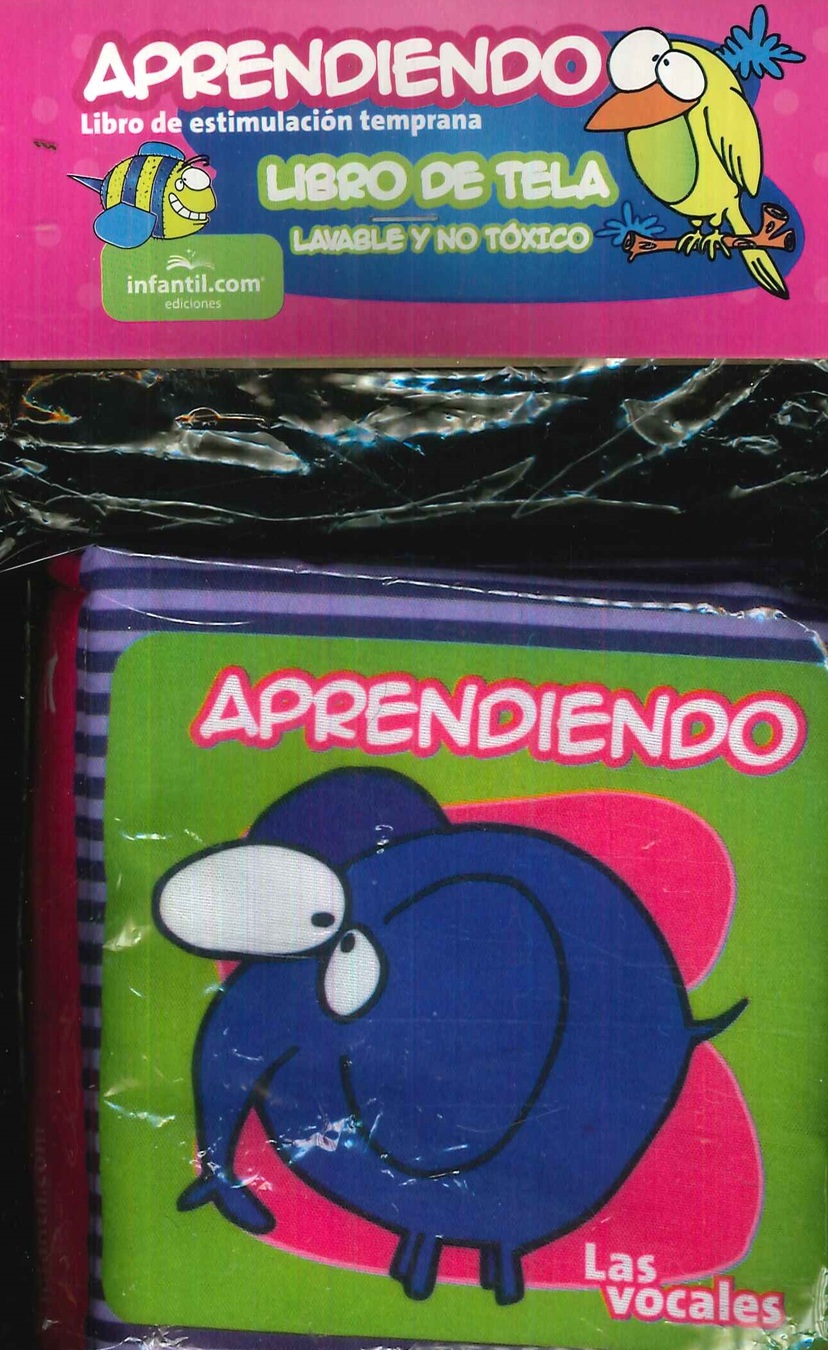 APRENDIENDO
Libro de estimulación temprana
LIBRO DE TELA
LAVABLE Y NO TÓXICO
infantil.com
ediciones
APRENDIENDO
Las
vocales